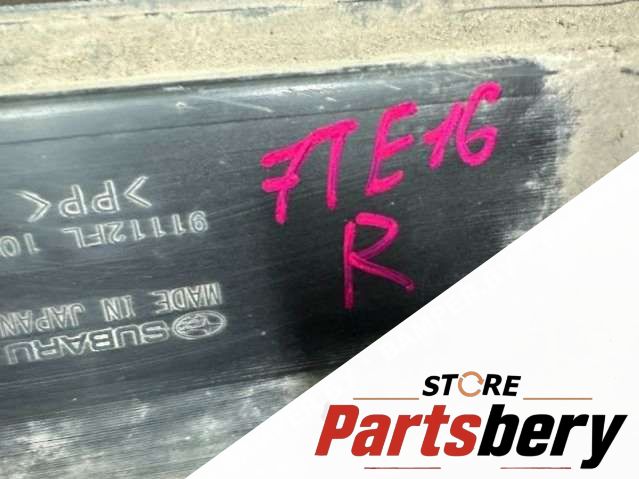 7TE16
R
>PP<
91112FL 10
MADE IN JAPAN
SUBARU
STORE
Partsbery